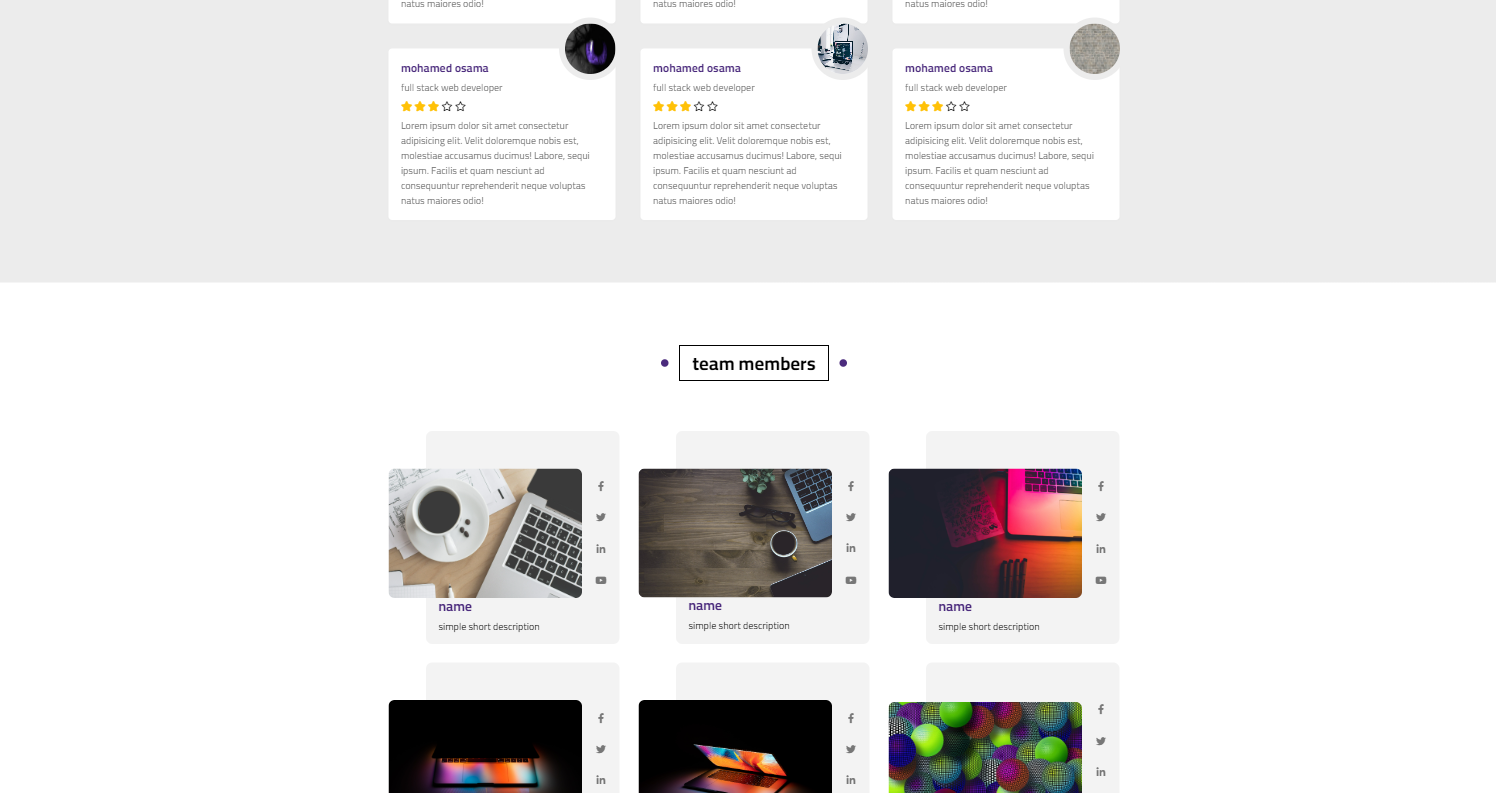 natus maiores odio!
natus maiores odio!
natus maiores odio!
mohamed osama
full stack web developer
Lorem ipsum dolor sit amet consectetur
adipisicing elit. Velit doloremque nobis est,
molestiae accusamus ducimus! Labore, sequi
ipsum. Facilis et quam nesciunt ad
consequuntur reprehenderit neque voluptas
natus maiores odio!
mohamed osama
full stack web developer
Lorem ipsum dolor sit amet consectetur
adipisicing elit. Velit doloremque nobis est,
molestiae accusamus ducimus! Labore, sequi
ipsum. Facilis et quam nesciunt ad
consequuntur reprehenderit neque voluptas
natus maiores odio!
mohamed osama
full stack web developer
Lorem ipsum dolor sit amet consectetur
adipisicing elit. Velit doloremque nobis est,
molestiae accusamus ducimus! Labore, sequi
ipsum. Facilis et quam nesciunt ad
consequuntur reprehenderit neque voluptas
natus maiores odio!
team members
name
simple short description
name
simple short description
name
simple short description